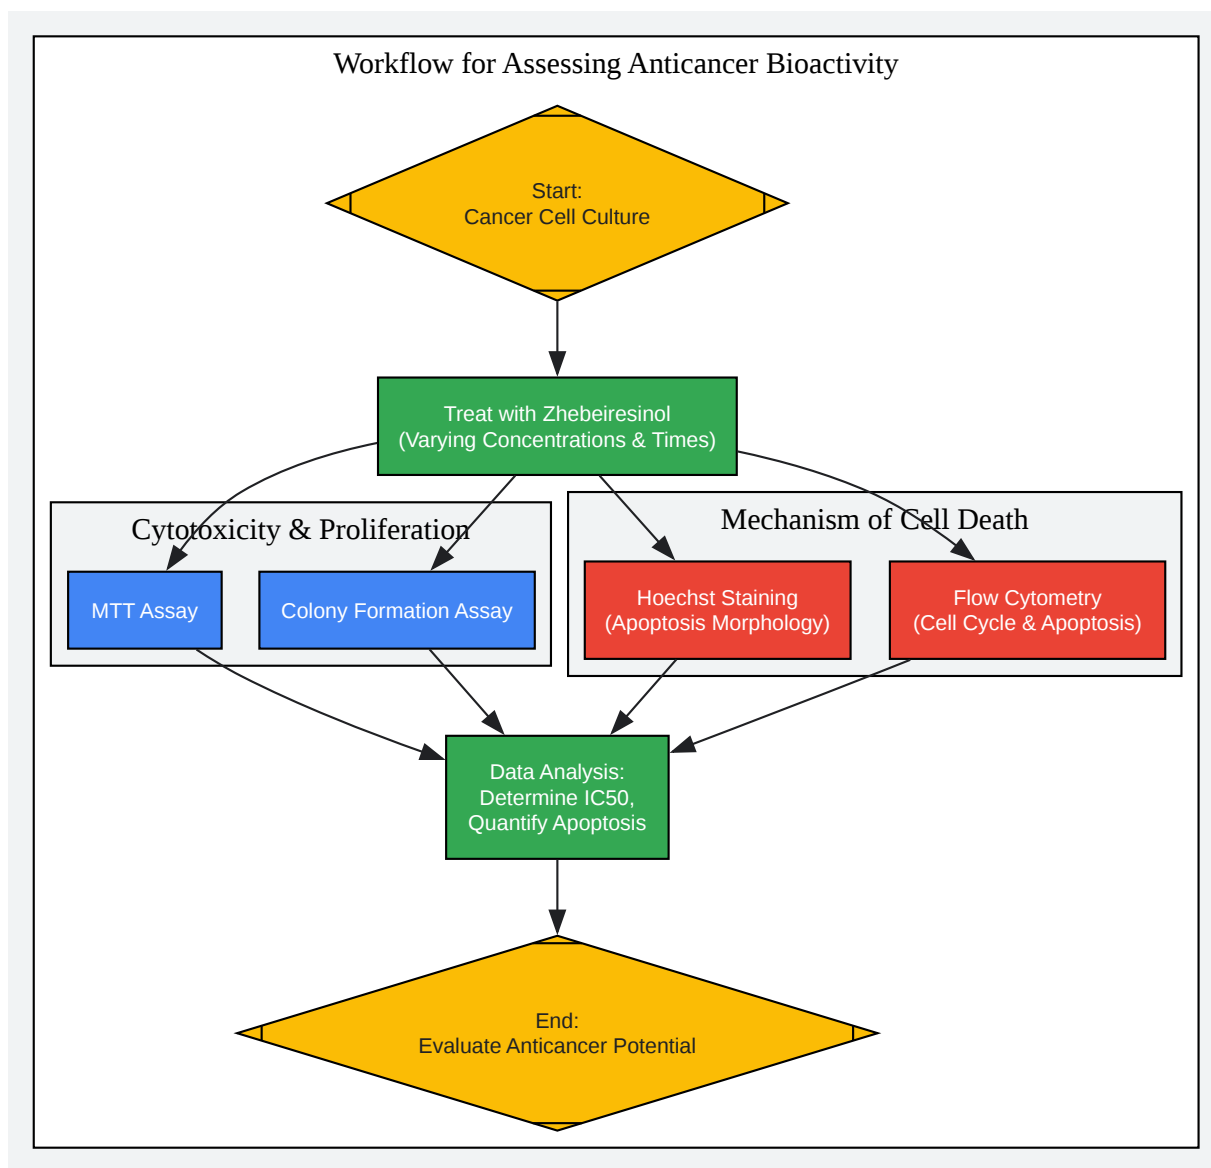 Workflow for Assessing Anticancer Bioactivity
Start:
Cancer Cell Culture
Treat with Zhebeiresinol
(Varying Concentrations & Times)
Cytotoxicity & Proliferation
MTT Assay
Colony Formation Assay
Mechanism of Cell Death
Hoechst Staining
(Apoptosis Morphology)
Flow Cytometry
(Cell Cycle & Apoptosis)
Data Analysis:
Determine IC50,
Quantify Apoptosis
End:
Evaluate Anticancer Potential